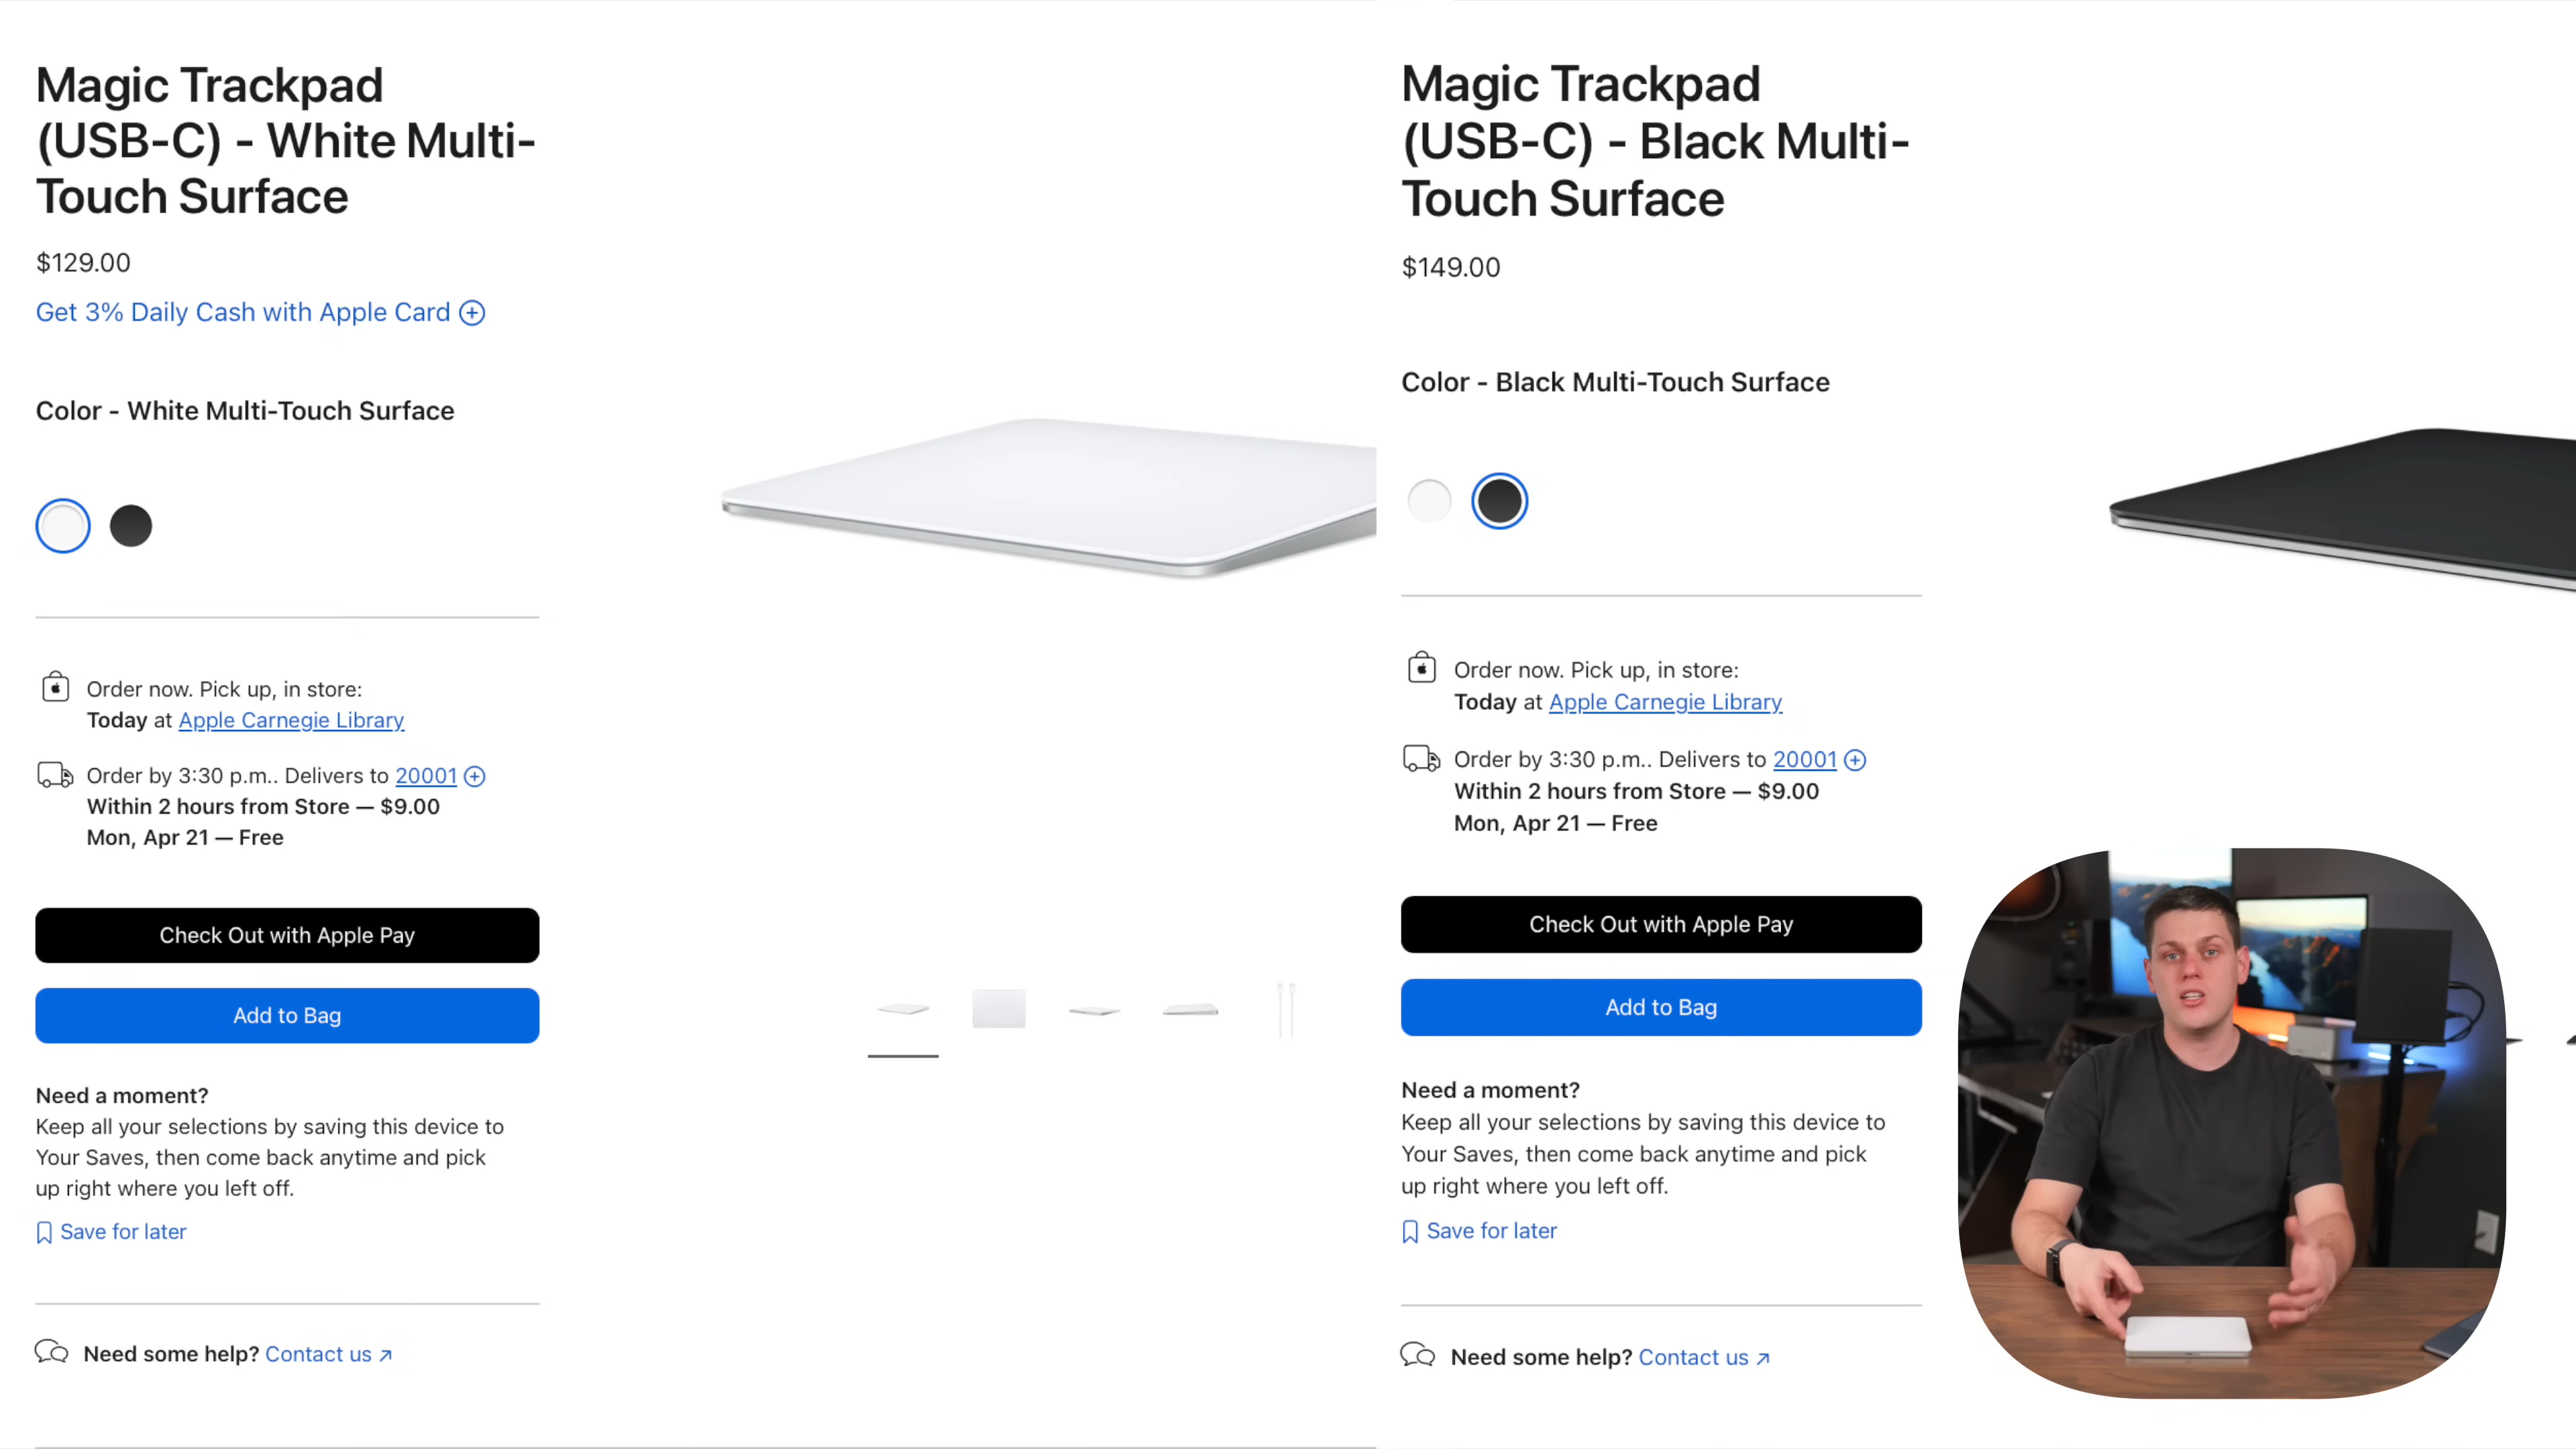 Magic Trackpad
(USB-C) - White Multi-
Touch Surface
$129.00
Get 3% Daily Cash with Apple Card
Color - White Multi-Touch Surface
Order now. Pick up, in store:
Today at Apple Carnegie Library
Order by 3:30 p.m.. Delivers to 20001
Within 2 hours from Store — $9.00
Mon, Apr 21 — Free
Check Out with Apple Pay
Add to Bag
Need a moment?
Keep all your selections by saving this device to
Your Saves, then come back anytime and pick
up right where you left off.
Save for later
Need some help? Contact us ↗
Magic Trackpad
(USB-C) - Black Multi-
Touch Surface
$149.00
Color - Black Multi-Touch Surface
Order now. Pick up, in store:
Today at Apple Carnegie Library
Order by 3:30 p.m.. Delivers to 20001
Within 2 hours from Store — $9.00
Mon, Apr 21 — Free
Check Out with Apple Pay
Add to Bag
Need a moment?
Keep all your selections by saving this device to
Your Saves, then come back anytime and pick
up right where you left off.
Save for later
Need some help? Contact us ↗